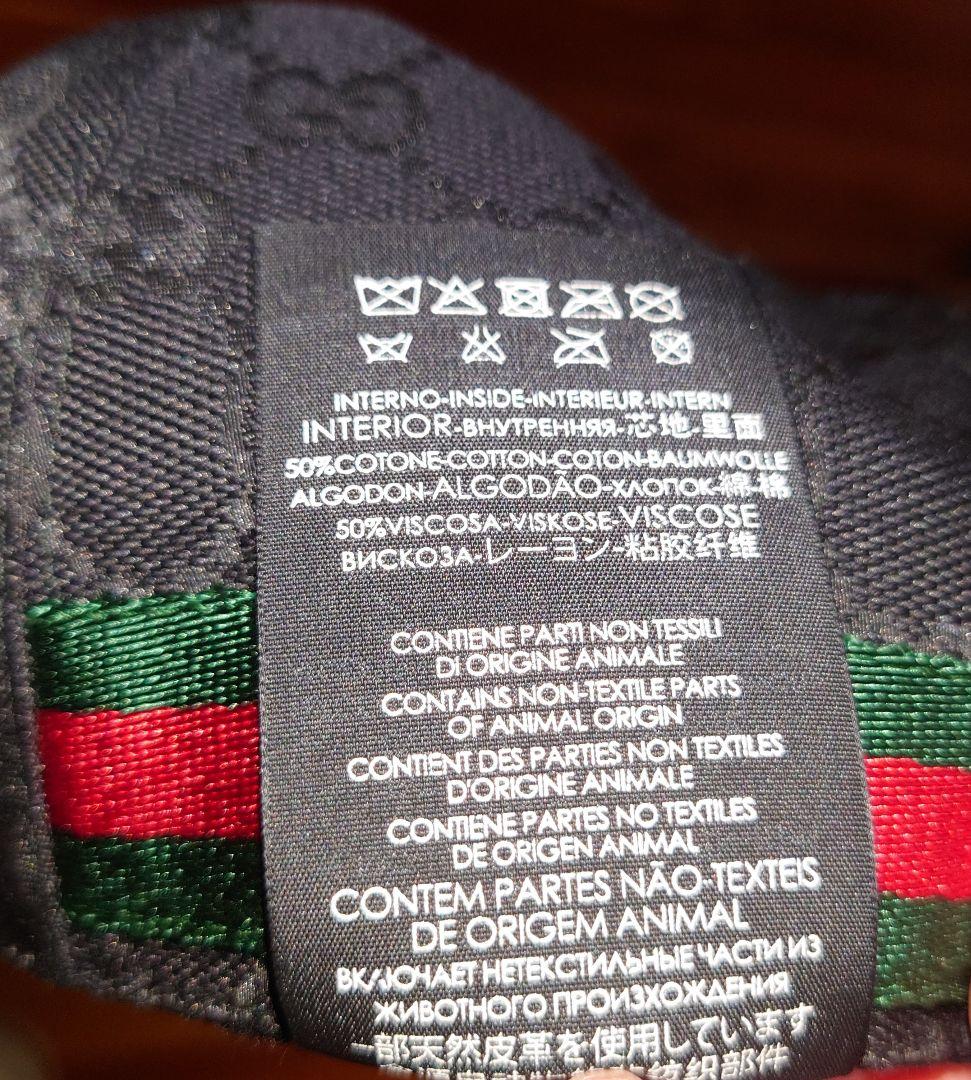 INTERNO-INSIDE-INTERIEUR-INTERN
INTERIOR-ВНУТРЕННЯЯ-芯地-里面
50%COTONE-COTTON-COTON-BAUMWOLLE
ALGODON-ALGODAO-ХЛОПОК-綿-棉
50%VISCOSA-VISKOSE-VISCOSE
ВИСКОЗА-レーヨン-粘胶纤维
CONTIENE PARTI NON TESSILI
DI ORIGINE ANIMALE
CONTAINS NON-TEXTILE PARTS
OF ANIMAL ORIGIN
CONTIENT DES PARTIES NON TEXTILES
D'ORIGINE ANIMALE
CONTIENE PARTES NO TEXTILES
DE ORIGEN ANIMAL
CONTEM PARTES NÃO-TEXTEIS
DE ORIGEM ANIMAL
ВКЛЮЧАЕТ НЕТЕКСТИЛЬНЫЕ ЧАСТИ ИЗ
ЖИВОТНОГО ПРОИЗХОЖДЕНИЯ
一部天然皮革を使用しています